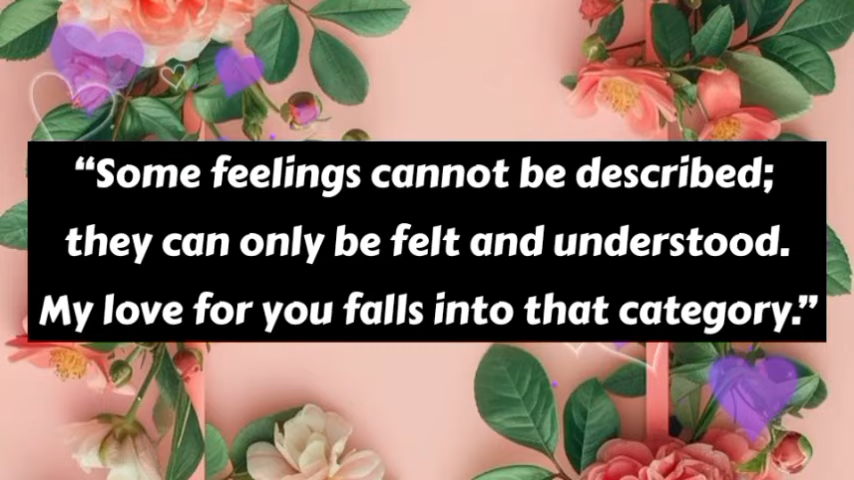 “Some feelings cannot be described;
they can only be felt and understood.
My love for you falls into that category.”